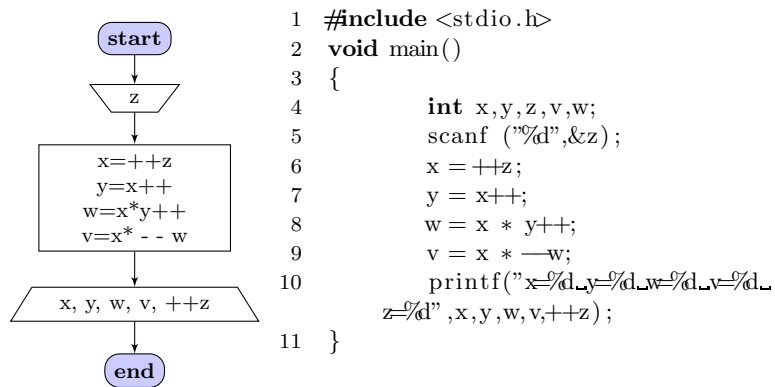 start
z
x=++z
y=x++
w=x*y++
v=x* - - w
x, y, w, v, ++z
end
1 #include <stdio.h>
2 void main()
3 {
4 int x,y,z,v,w;
5 scanf ("%d",&z);
6 x = ++z;
7 y = x++;
8 w = x * y++;
9 v = x * --w;
10 printf("x=%d␣y=%d␣w=%d␣v=%d␣
z=%d",x,y,w,v,++z);
11 }